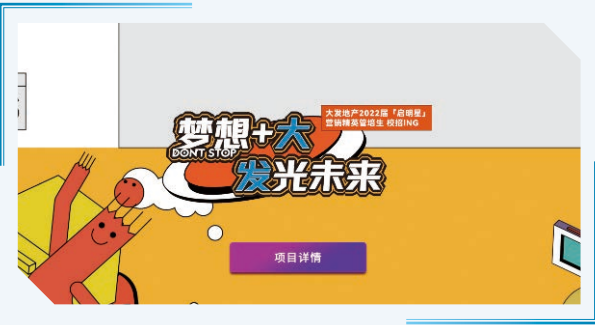 大发地产2022届「启明星」
营销精英管培生 校招ING
梦想+大
DON'T STOP
发光未来
项目详情